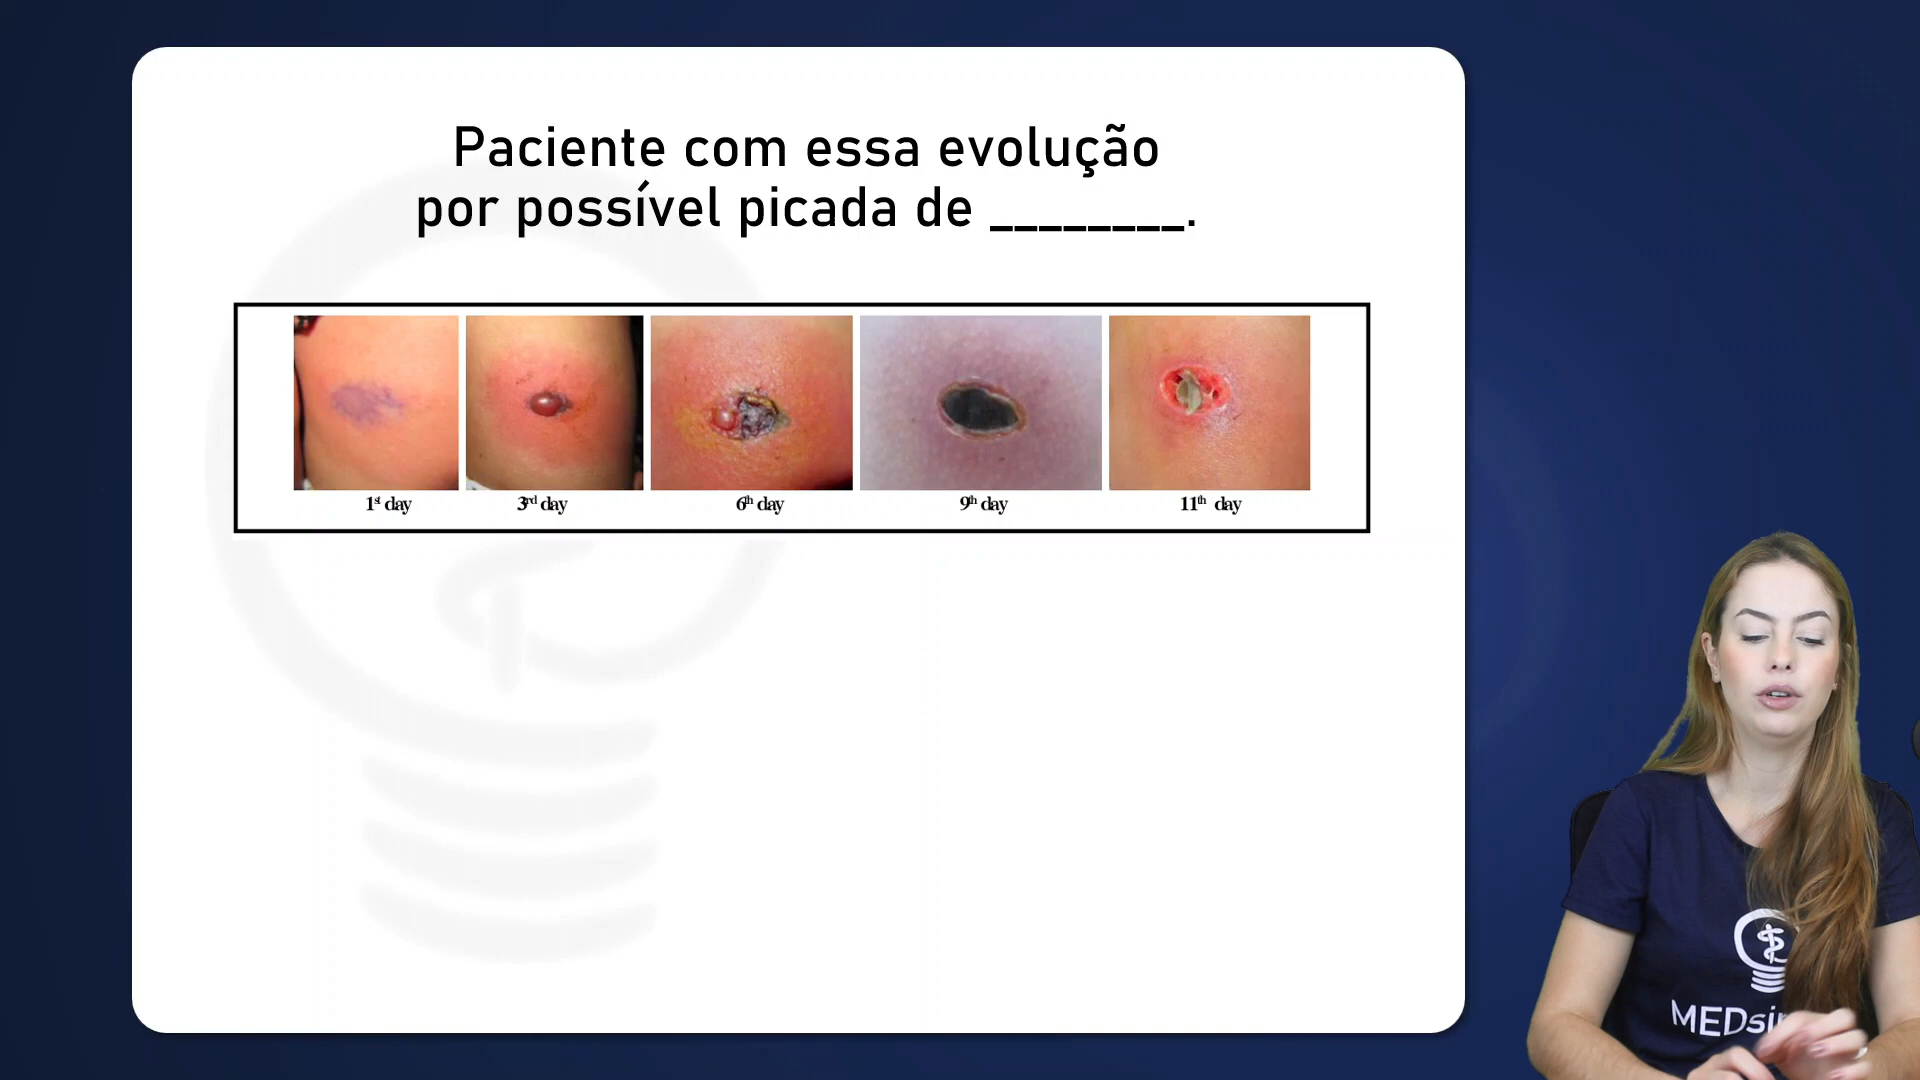 Paciente com essa evolução
por possível picada de ________.
1st day
3rd day
6th day
9th day
11th day